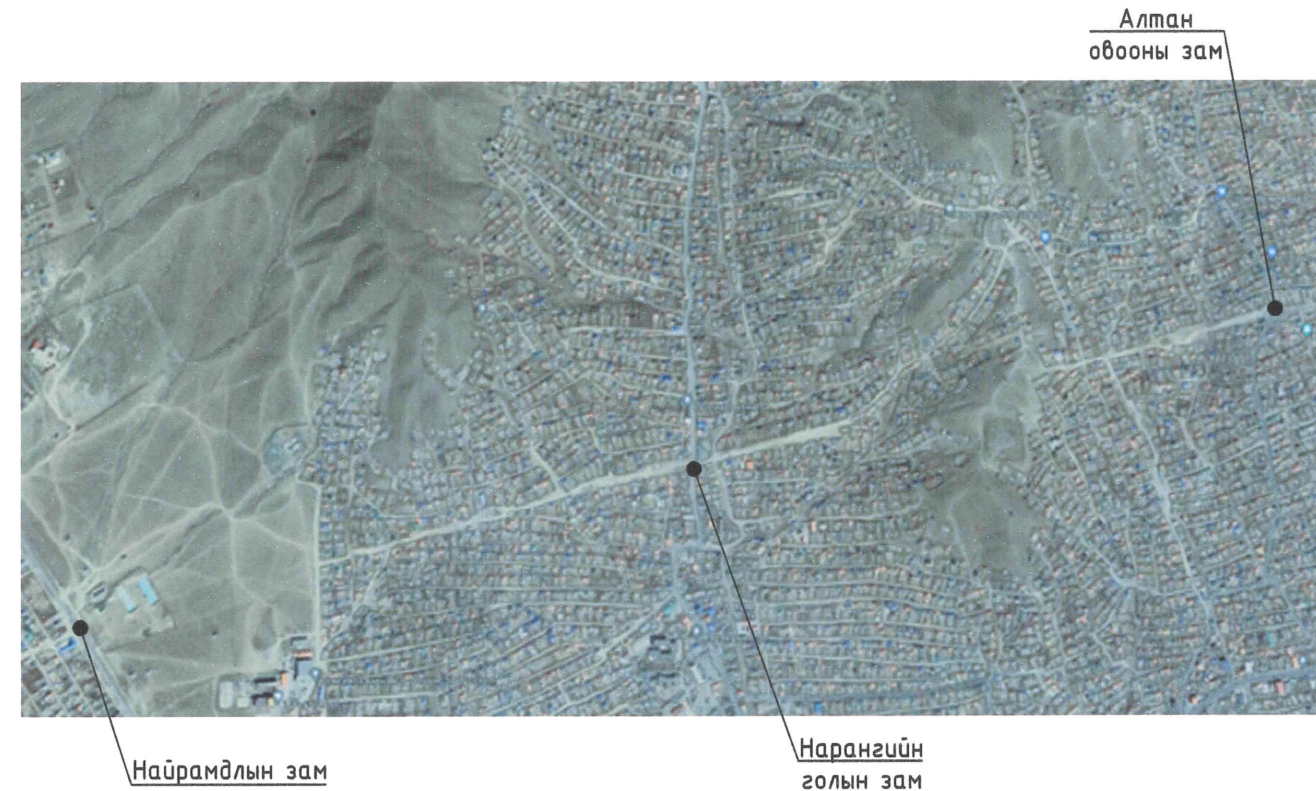 Алтан
овооны зам
Нарангийн
голын зам
Найрамдлын зам